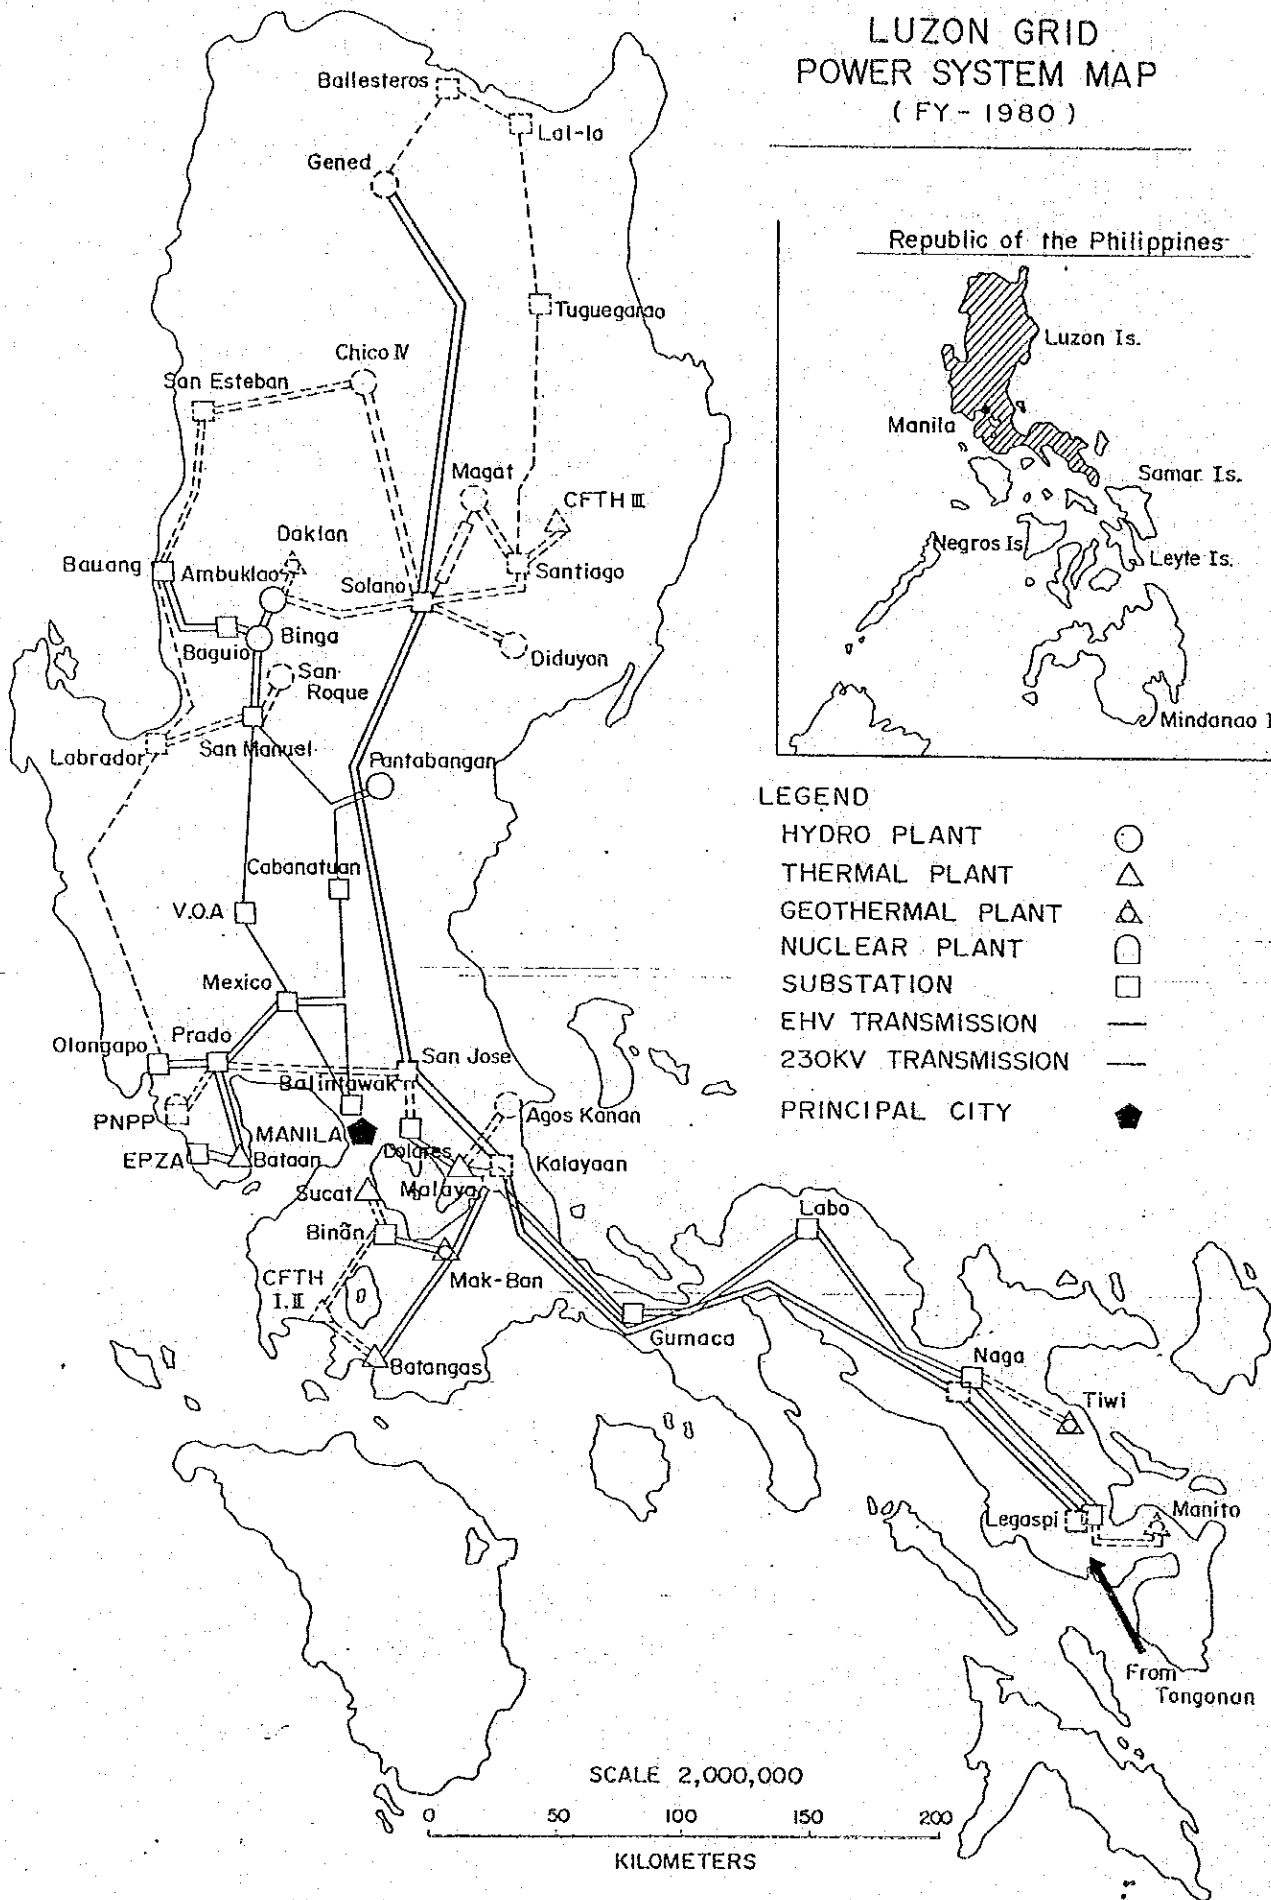 LUZON GRID
POWER SYSTEM MAP
( FY - 1980 )
Ballesteros
Lal-lo
Gened
Republic of the Philippines
Luzon Is.
Manila
Samar Is.
Negros Is
Leyte Is.
Mindanao I
Tuguegarao
Chico IV
San Esteban
Magat
CFTH III
Daklan
Bauang
Ambuklao
Solano
Santiago
Baguio
Binga
Diduyon
San
Roque
Labrador
San Manuel
Pantabangan
LEGEND
HYDRO PLANT
THERMAL PLANT
GEOTHERMAL PLANT
NUCLEAR PLANT
SUBSTATION
EHV TRANSMISSION
230KV TRANSMISSION
PRINCIPAL CITY
Cabanatuan
V.O.A
Mexico
Olongapo
Prado
San Jose
Balintawak
PNPP
Agos Kanan
MANILA
EPZA
Bataan
Dolores
Kalayaan
Sucat
Malaya
Labo
Binãn
CFTH
I.II
Mak-Ban
Gumaca
Batangas
Naga
Tiwi
Legaspi
Manito
From
Tongonan
SCALE 2,000,000
0 50 100 150 200
KILOMETERS